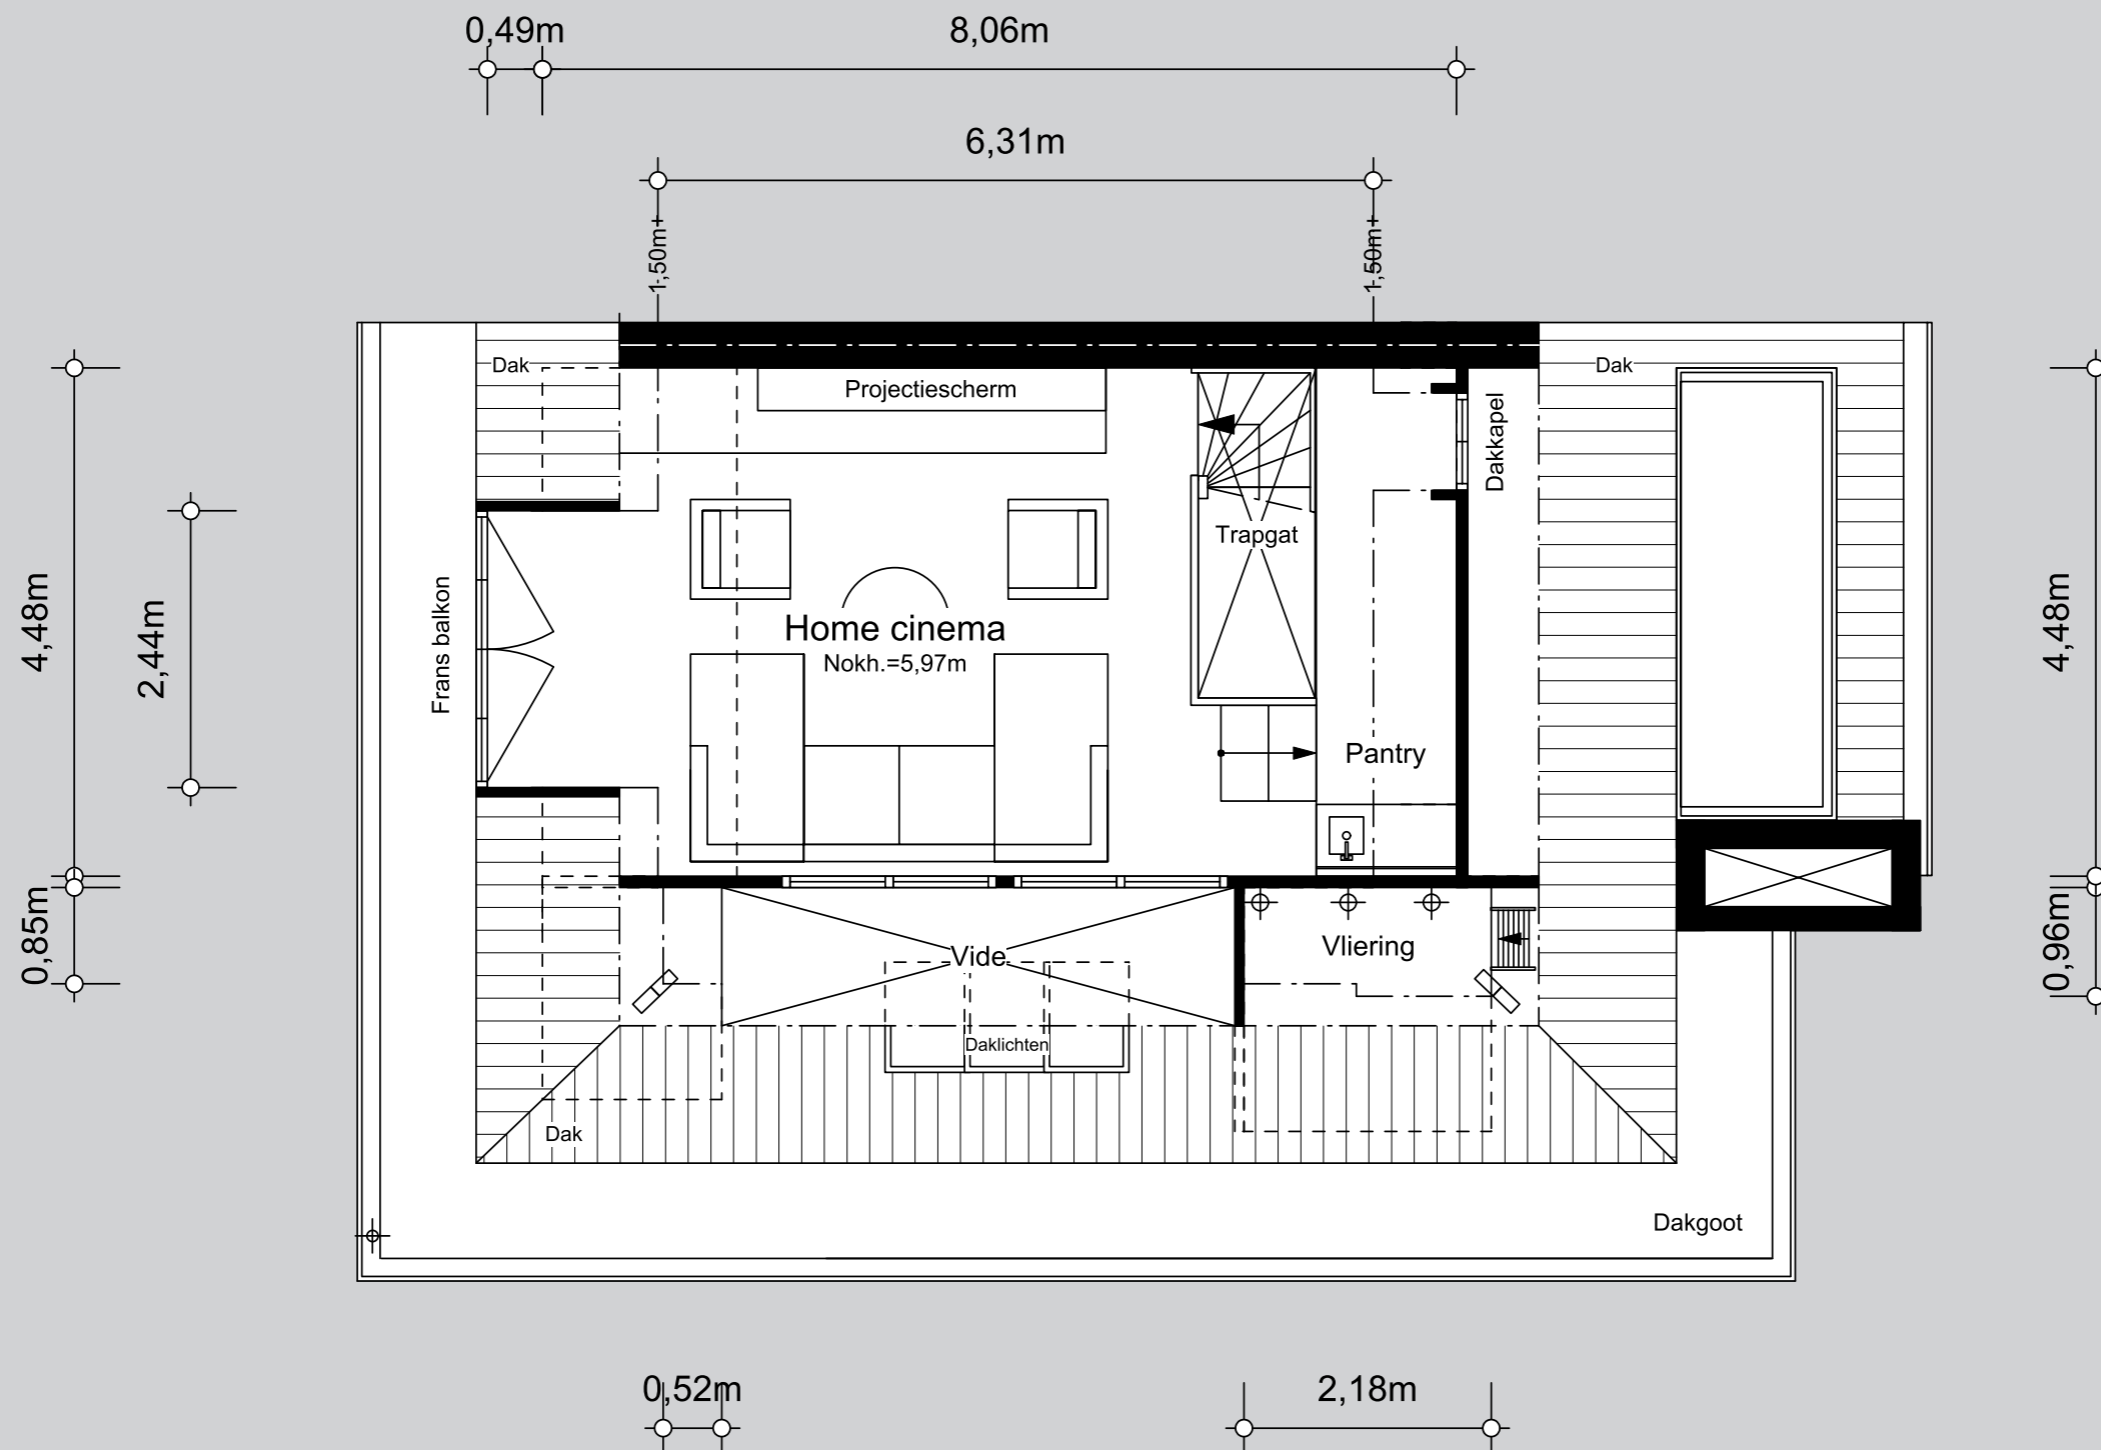 0,49m
8,06m
6,31m
1,50m+
1,50m+
Dak
Dak
Projectiescherm
Dakkapel
Trapgat
4,48m
2,44m
Frans balkon
Home cinema
Nokh.=5,97m
4,48m
Pantry
0,85m
Vide
Vliering
0,96m
Daklichten
Dak
Dakgoot
0,52m
2,18m